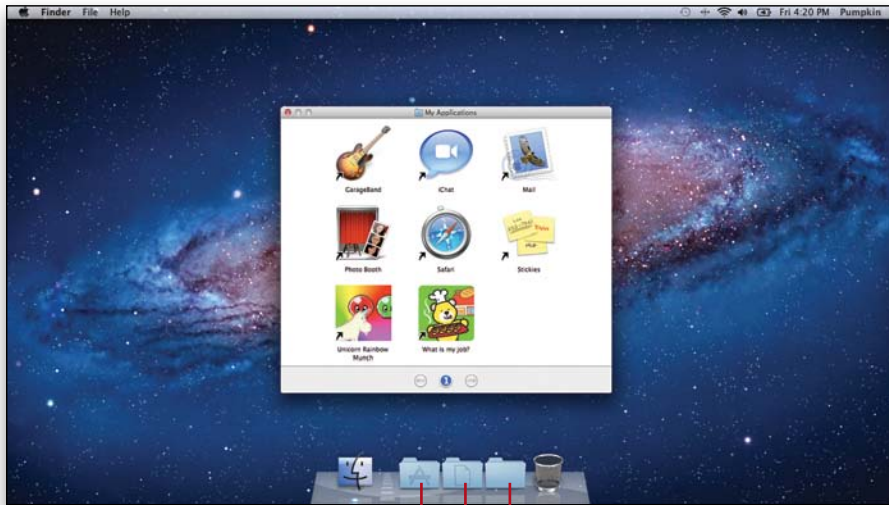 Finder File Help Fri 4:20 PM Pumpkin
My Applications
GarageBand iChat Mail
Photo Booth Safari Stickies
Unicorn Rainbow What is my job?
Munch
1